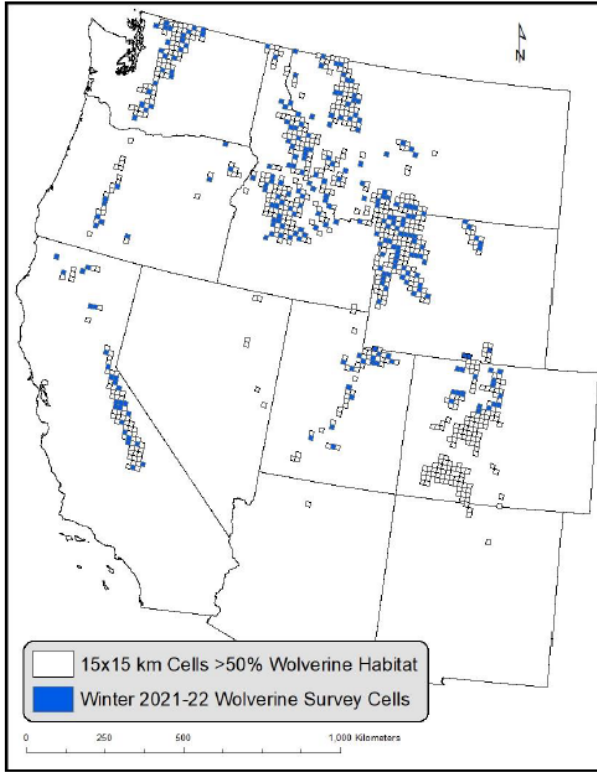 N
15x15 km Cells >50% Wolverine Habitat
Winter 2021-22 Wolverine Survey Cells
0 250 500 1,000 Kilometers